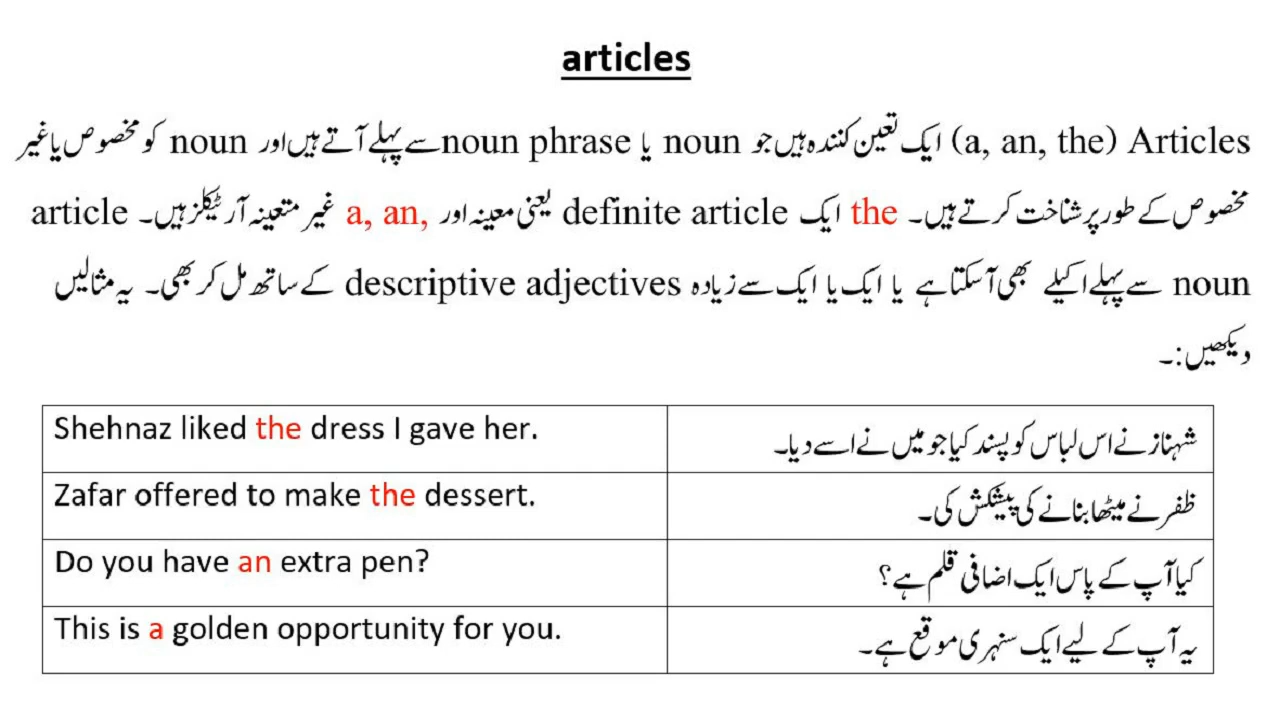 articles
Articles (a, an, the) ایک تعین کنندہ ہیں جو noun یا noun phrase سے پہلے آتے ہیں اور noun کو مخصوص یا غیر
مخصوص کے طور پر شناخت کرتے ہیں۔ the ایک definite article یعنی معینہ اور a, an, غیر متعینہ آرٹیکلز ہیں۔ article
noun سے پہلے اکیلے بھی آ سکتا ہے یا ایک یا ایک سے زیادہ descriptive adjectives کے ساتھ مل کر بھی۔ یہ مثالیں
دیکھیں:۔
Shehnaz liked the dress I gave her. شہناز نے اس لباس کو پسند کیا جو میں نے اسے دیا۔
Zafar offered to make the dessert. ظفر نے میٹھا بنانے کی پیشکش کی۔
Do you have an extra pen? کیا آپ کے پاس ایک اضافی قلم ہے؟
This is a golden opportunity for you. یہ آپ کے لیے ایک سنہری موقع ہے۔